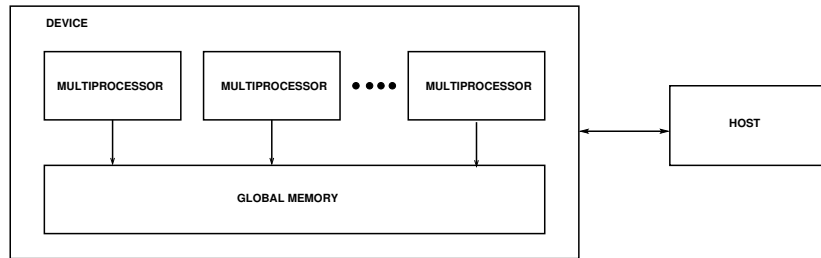 DEVICE
MULTIPROCESSOR
MULTIPROCESSOR
MULTIPROCESSOR
HOST
GLOBAL MEMORY